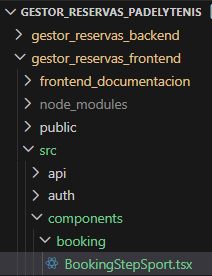 GESTOR_RESERVAS_PADELYTENIS
gestor_reservas_backend
gestor_reservas_frontend
frontend_documentacion
node_modules
public
src
api
auth
components
booking
BookingStepSport.tsx